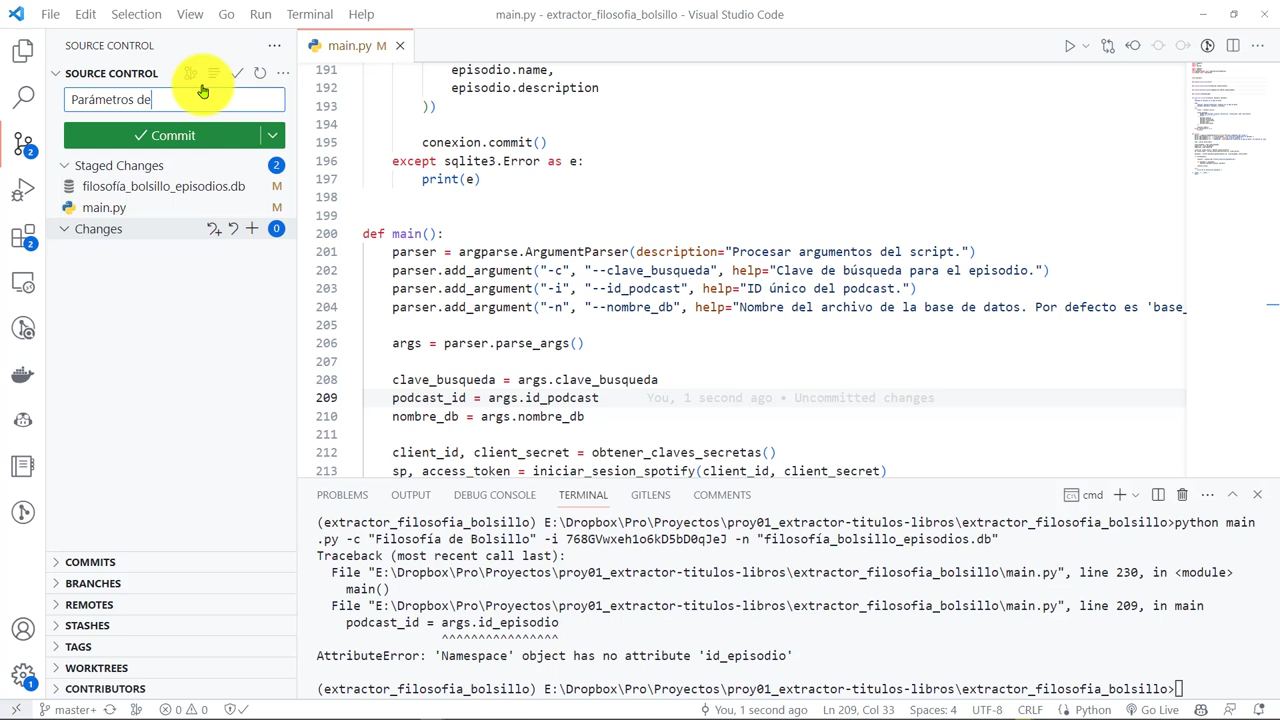 File Edit Selection View Go Run Terminal Help
main.py - extractor_filosofia_bolsillo - Visual Studio Code
SOURCE CONTROL
main.py M
SOURCE CONTROL
Parámetros de
Commit
Staged Changes 2
filosofia_bolsillo_episodios.db M
main.py M
Changes 0
COMMITS
BRANCHES
REMOTES
STASHES
TAGS
WORKTREES
CONTRIBUTORS
2
2
1
191 episode.name,
192
193
194
195
196 except sqlite3.Error as e:
197 print(e)
198
199
200 def main():
201 parser = argparse.ArgumentParser(description="Procesar argumentos del script.")
202 parser.add_argument("-c", "--clave_busqueda", help="Clave de búsqueda para el episodio.")
203 parser.add_argument("-i", "--id_podcast", help="ID único del podcast.")
204 parser.add_argument("-n", "--nombre_db", help="Nombre del archivo de la base de datos. Por defecto es 'base_
205
206 args = parser.parse_args()
207
208 clave_busqueda = args.clave_busqueda
209 podcast_id = args.id_podcast You, 1 second ago • Uncommitted changes
210 nombre_db = args.nombre_db
211
212 client_id, client_secret = obtener_claves_secrets()
213 sp, access_token = iniciar_sesion_spotify(client_id, client_secret)
PROBLEMS OUTPUT DEBUG CONSOLE TERMINAL GITLENS COMMENTS
cmd
(extractor_filosofia_bolsillo) E:\Dropbox\Pro\Proyectos\proy01_extractor-titulos-libros\extractor_filosofia_bolsillo>python main
.py -c "Filosofía de Bolsillo" -i 768GVwxeh1o6kD5bD0qJeJ -n "filosofia_bolsillo_episodios.db"
Traceback (most recent call last):
File "E:\Dropbox\Pro\Proyectos\proy01_extractor-titulos-libros\extractor_filosofia_bolsillo\main.py", line 230, in <module>
main()
File "E:\Dropbox\Pro\Proyectos\proy01_extractor-titulos-libros\extractor_filosofia_bolsillo\main.py", line 209, in main
podcast_id = args.id_episodio
^^^^^^^^^^^^^^^^
AttributeError: 'Namespace' object has no attribute 'id_episodio'
(extractor_filosofia_bolsillo) E:\Dropbox\Pro\Proyectos\proy01_extractor-titulos-libros\extractor_filosofia_bolsillo>
master+ 0 0 You, 1 second ago Ln 209, Col 33 Spaces: 4 UTF-8 CRLF Python Go Live